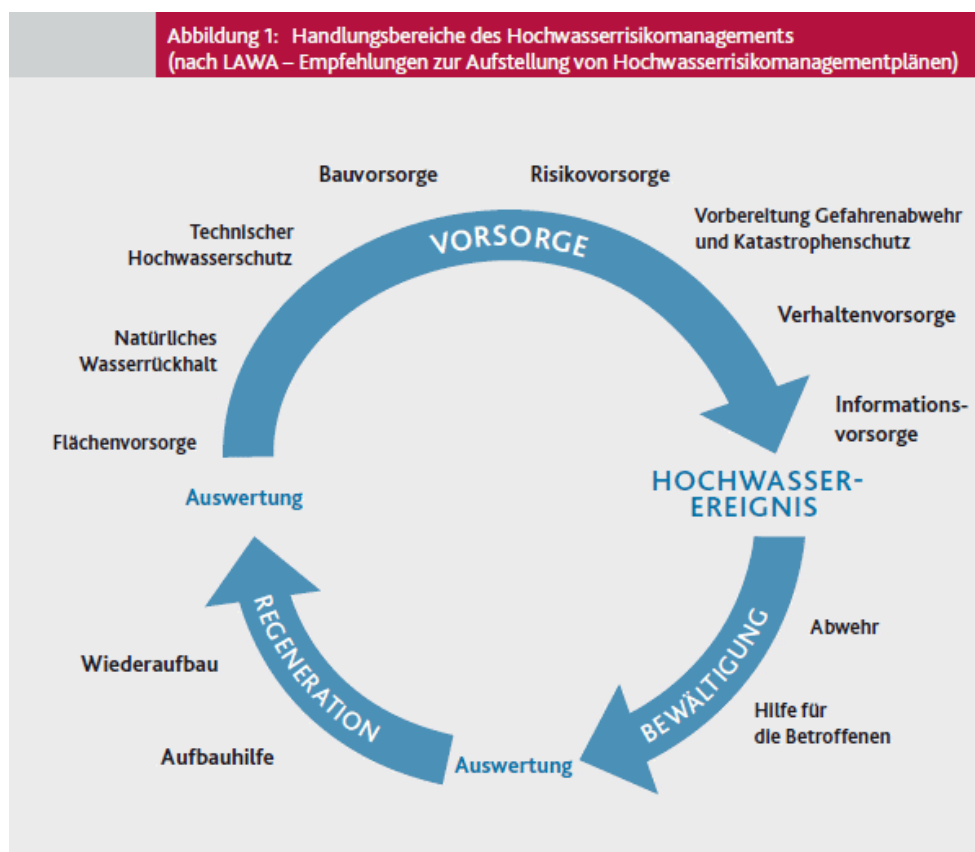 Abbildung 1: Handlungsbereiche des Hochwasserrisikomanagements
(nach LAWA – Empfehlungen zur Aufstellung von Hochwasserrisikomanagementplänen)
Bauvorsorge
Risikovorsorge
Technischer
Hochwasserschutz
VORSORGE
Vorbereitung Gefahrenabwehr
und Katastrophenschutz
Natürliches
Wasserrückhalt
Verhaltenvorsorge
Flächenvorsorge
Informations-
vorsorge
Auswertung
HOCHWASSER-
EREIGNIS
REGENERATION
BEWÄLTIGUNG
Abwehr
Wiederaufbau
Hilfe für
die Betroffenen
Aufbauhilfe
Auswertung